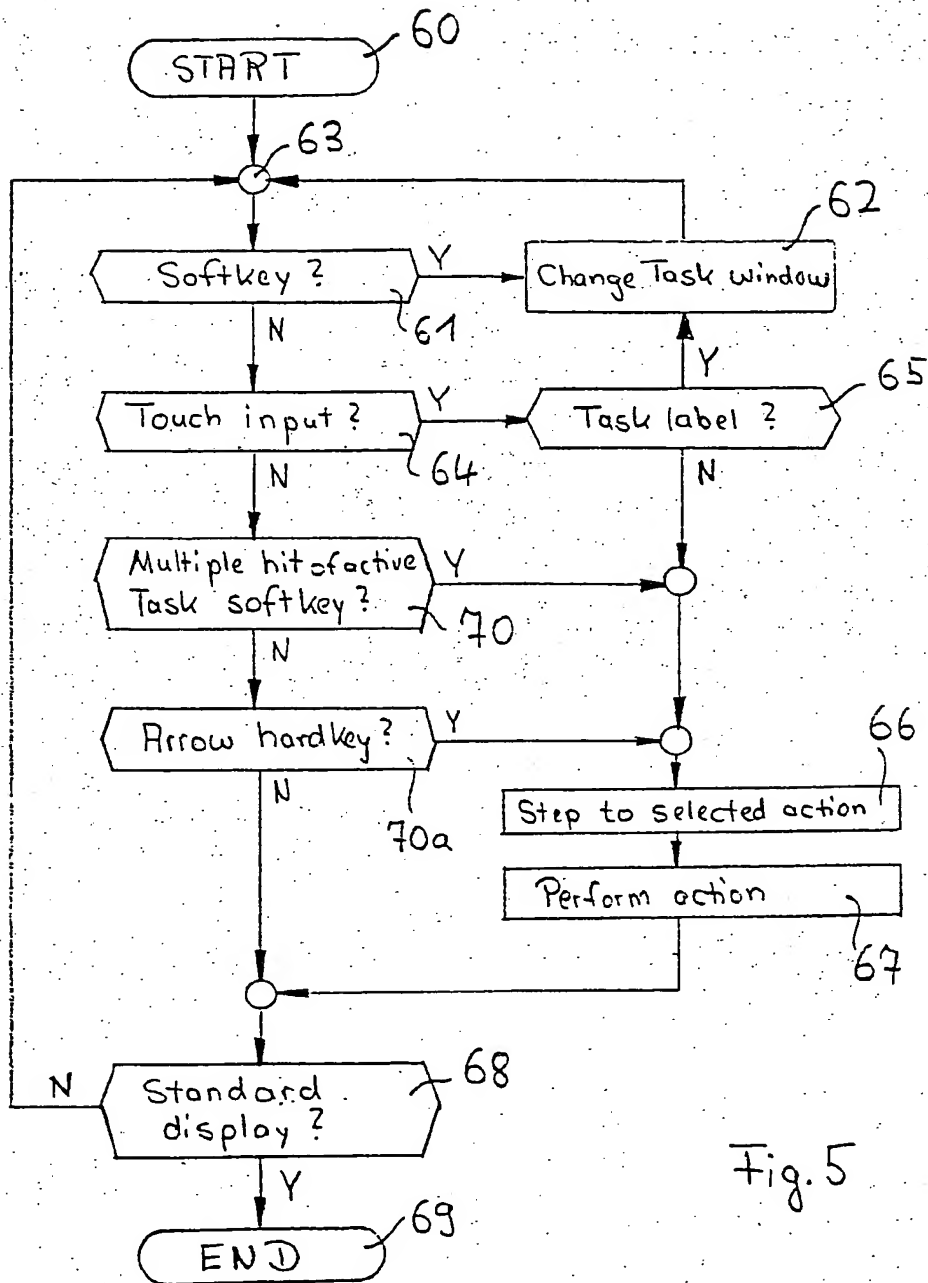 60
START
63
62
Softkey ?
Y
Change Task window
61
N
Y
65
Touch input ?
Y
Task label ?
64
N
N
Multiple hit of active
Task softkey ?
Y
70
N
Arrow hardkey ?
Y
66
N
70a
Step to selected action
Perform action
67
68
N
Standard
display ?
Y
Fig. 5
69
END